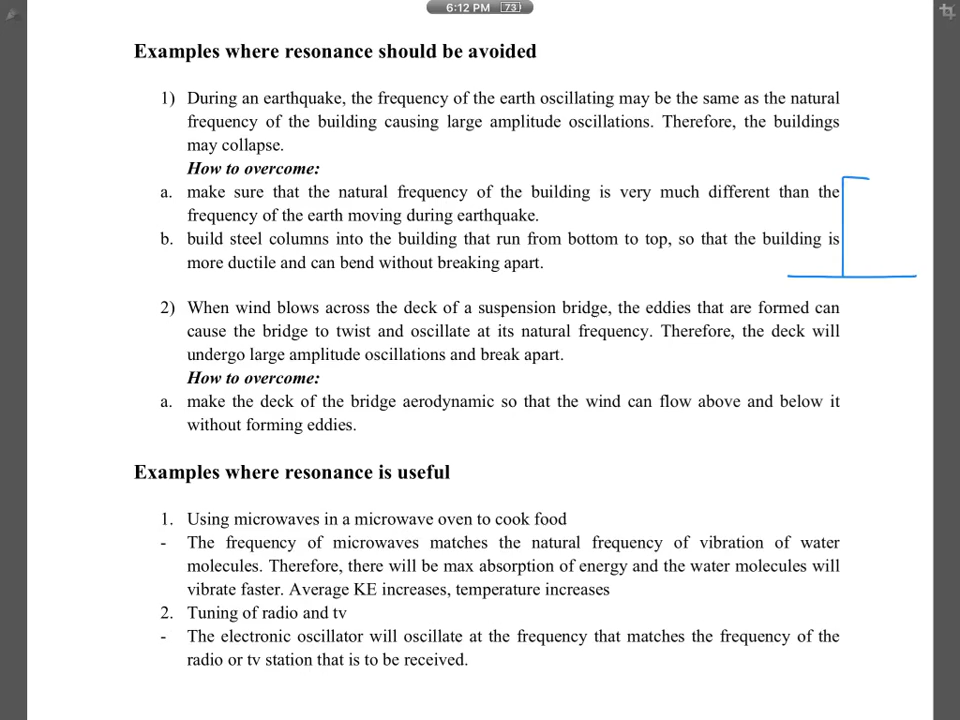 6:12 PM 73
Examples where resonance should be avoided
1) During an earthquake, the frequency of the earth oscillating may be the same as the natural
frequency of the building causing large amplitude oscillations. Therefore, the buildings
may collapse.
How to overcome:
a. make sure that the natural frequency of the building is very much different than the
frequency of the earth moving during earthquake.
b. build steel columns into the building that run from bottom to top, so that the building is
more ductile and can bend without breaking apart.
2) When wind blows across the deck of a suspension bridge, the eddies that are formed can
cause the bridge to twist and oscillate at its natural frequency. Therefore, the deck will
undergo large amplitude oscillations and break apart.
How to overcome:
a. make the deck of the bridge aerodynamic so that the wind can flow above and below it
without forming eddies.
Examples where resonance is useful
1. Using microwaves in a microwave oven to cook food
- The frequency of microwaves matches the natural frequency of vibration of water
molecules. Therefore, there will be max absorption of energy and the water molecules will
vibrate faster. Average KE increases, temperature increases
2. Tuning of radio and tv
- The electronic oscillator will oscillate at the frequency that matches the frequency of the
radio or tv station that is to be received.